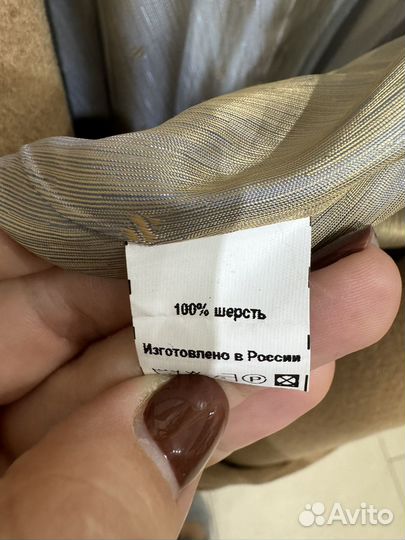 100% шерсть
Изготовлено в России
P
Avito